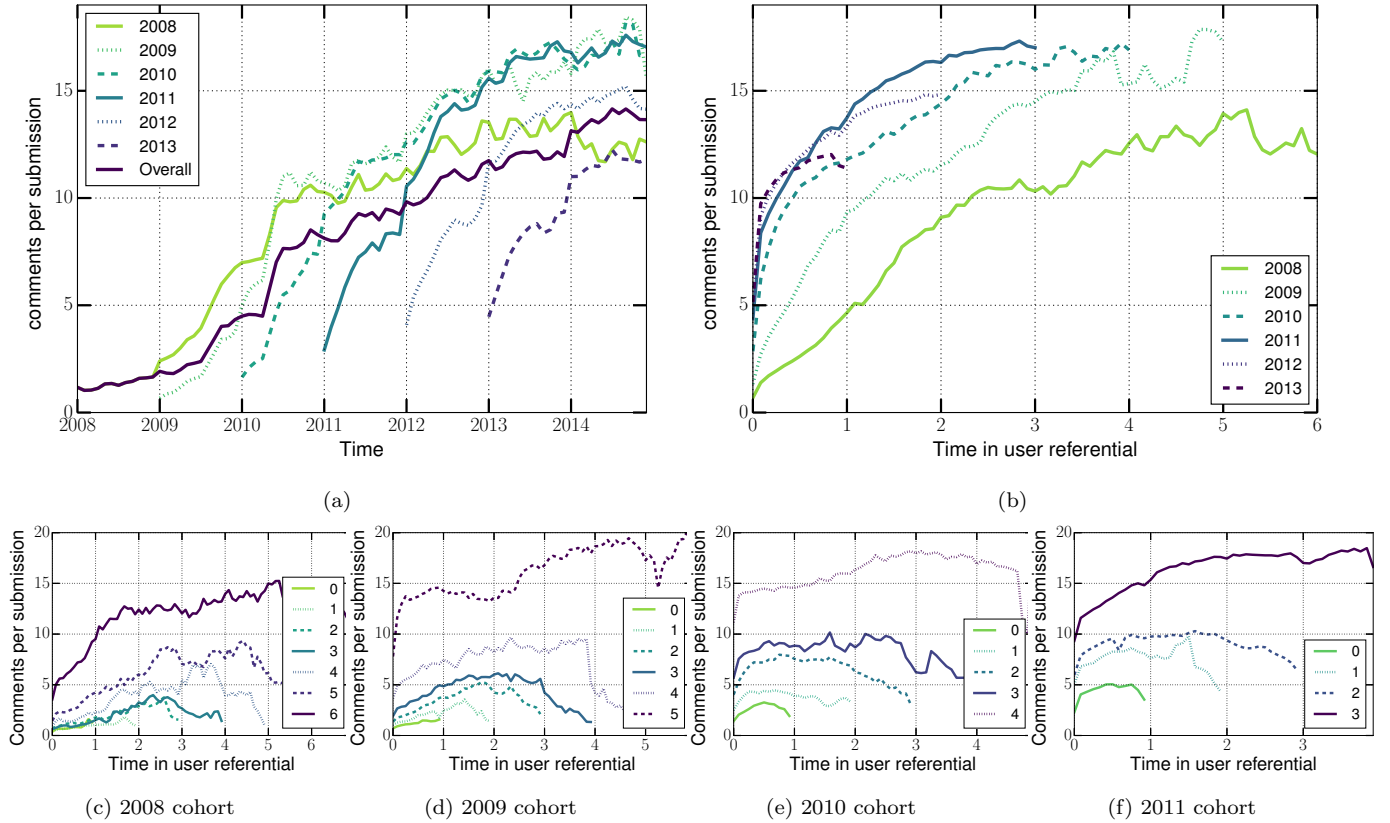 2008
2009
2010
2011
2012
2013
Overall
comments per submission
15
10
5
0
2008 2009 2010 2011 2012 2013 2014
Time
(a)
comments per submission
15
10
5
0
0 1 2 3 4 5 6
Time in user referential
2008
2009
2010
2011
2012
2013
(b)
Comments per submission
20
15
10
5
0
0 1 2 3 4 5 6
Time in user referential
0
1
2
3
4
5
6
(c) 2008 cohort
Comments per submission
20
15
10
5
0
0 1 2 3 4 5
Time in user referential
0
1
2
3
4
5
(d) 2009 cohort
Comments per submission
20
15
10
5
0
0 1 2 3 4
Time in user referential
0
1
2
3
4
(e) 2010 cohort
Comments per submission
20
15
10
5
0
0 1 2 3
Time in user referential
0
1
2
3
(f) 2011 cohort